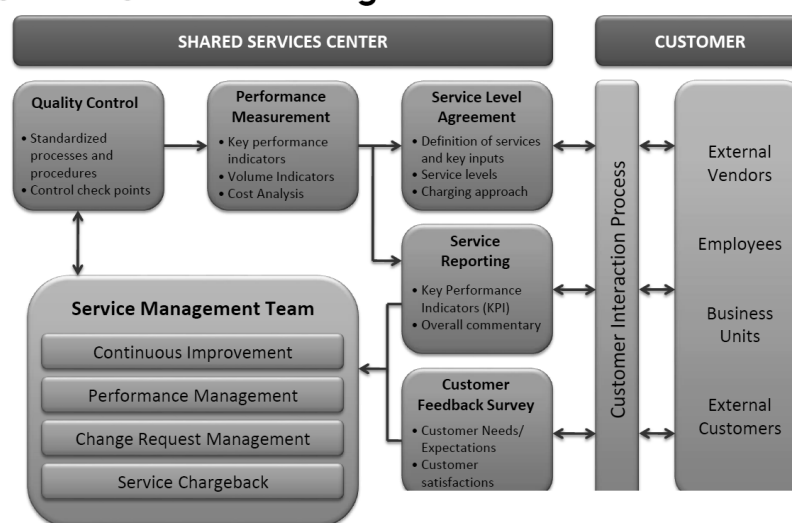 SHARED SERVICES CENTER
CUSTOMER
Quality Control
• Standardized
processes and
procedures
• Control check points
Performance
Measurement
• Key performance
indicators
• Volume Indicators
• Cost Analysis
Service Level
Agreement
• Definition of services
and key inputs
• Service levels
• Charging approach
Service
Reporting
• Key Performance
Indicators (KPI)
• Overall commentary
Customer
Feedback Survey
• Customer Needs/
Expectations
• Customer
satisfactions
Service Management Team
Continuous Improvement
Performance Management
Change Request Management
Service Chargeback
Customer Interaction Process
External
Vendors
Employees
Business
Units
External
Customers